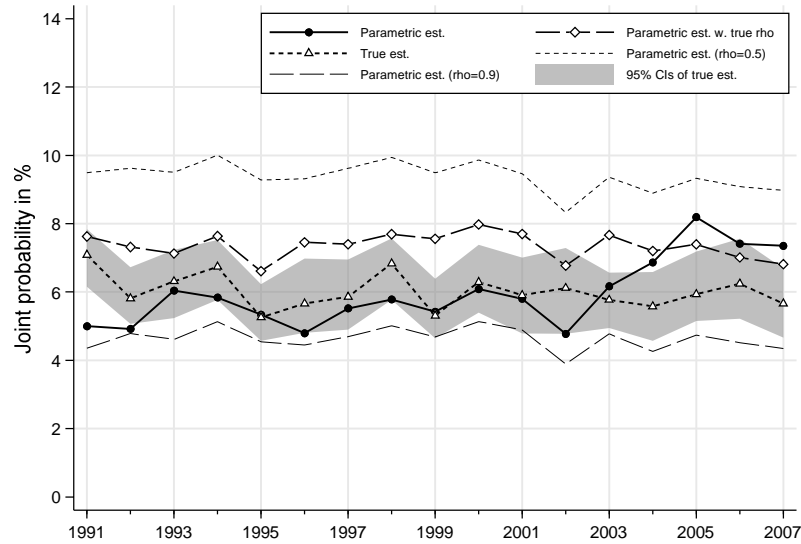 Parametric est.
Parametric est. w. true rho
True est.
Parametric est. (rho=0.5)
Parametric est. (rho=0.9)
95% CIs of true est.
Joint probability in %
14
12
10
8
6
4
2
0
1991 1993 1995 1997 1999 2001 2003 2005 2007